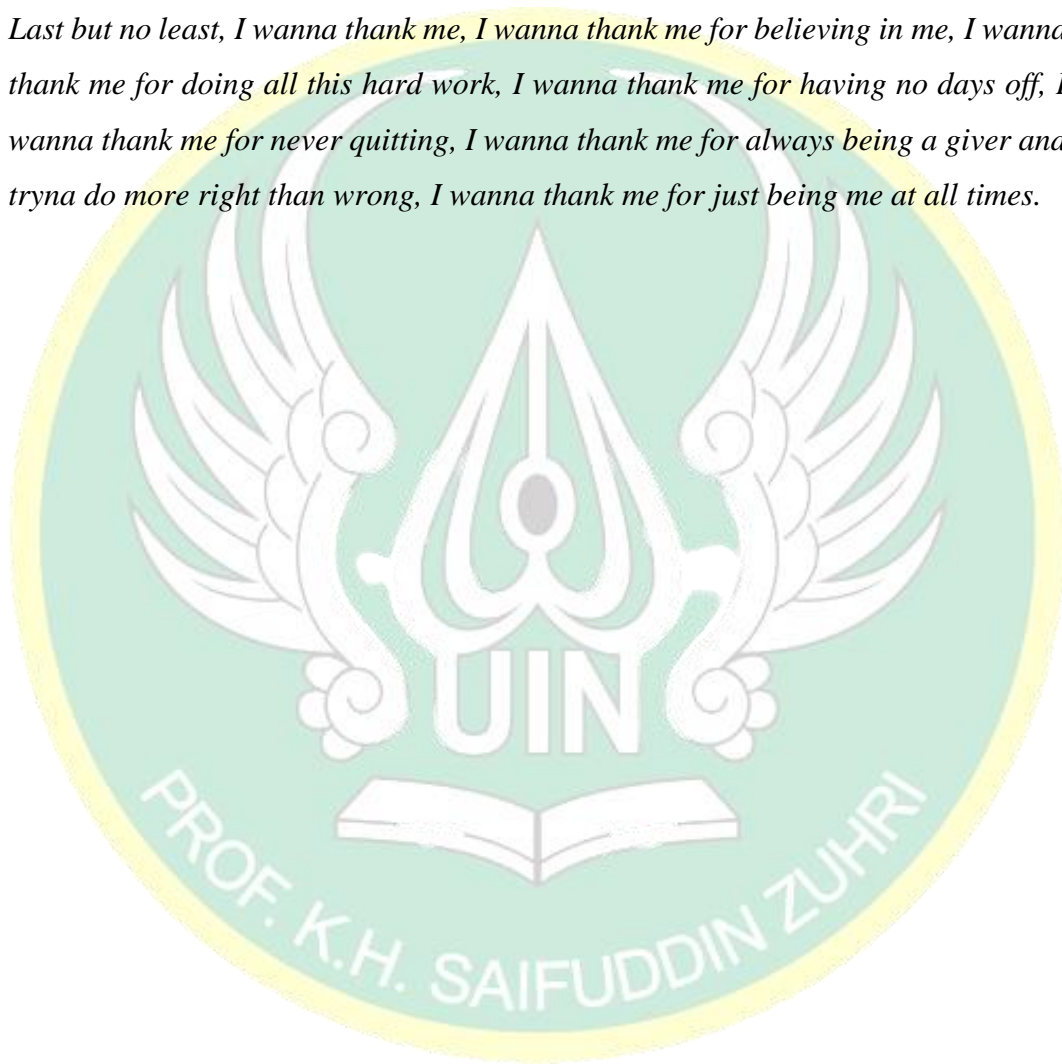 Last but no least, I wanna thank me, I wanna thank me for believing in me, I wanna
thank me for doing all this hard work, I wanna thank me for having no days off, I
wanna thank me for never quitting, I wanna thank me for always being a giver and
tryna do more right than wrong, I wanna thank me for just being me at all times.
UIN
PROF. K.H. SAIFUDDIN ZUHRI